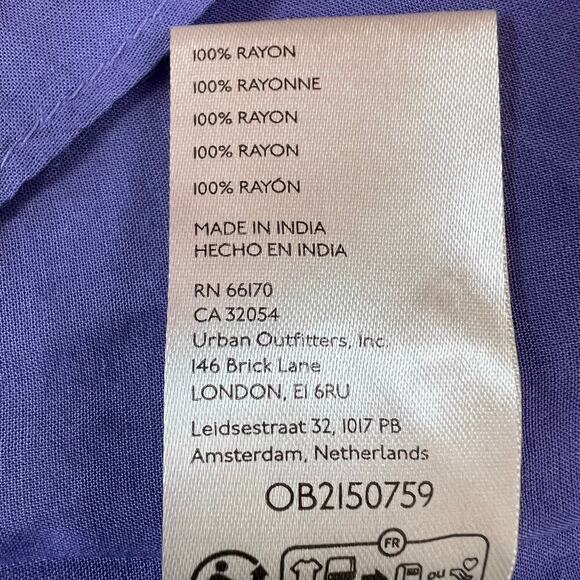 100% RAYON
100% RAYONNE
100% RAYON
100% RAYON
100% RAYÓN
MADE IN INDIA
HECHO EN INDIA
RN 66170
CA 32054
Urban Outfitters, Inc.
146 Brick Lane
LONDON, E1 6RU
Leidsestraat 32, 1017 PB
Amsterdam, Netherlands
OB2150759
FR
ou